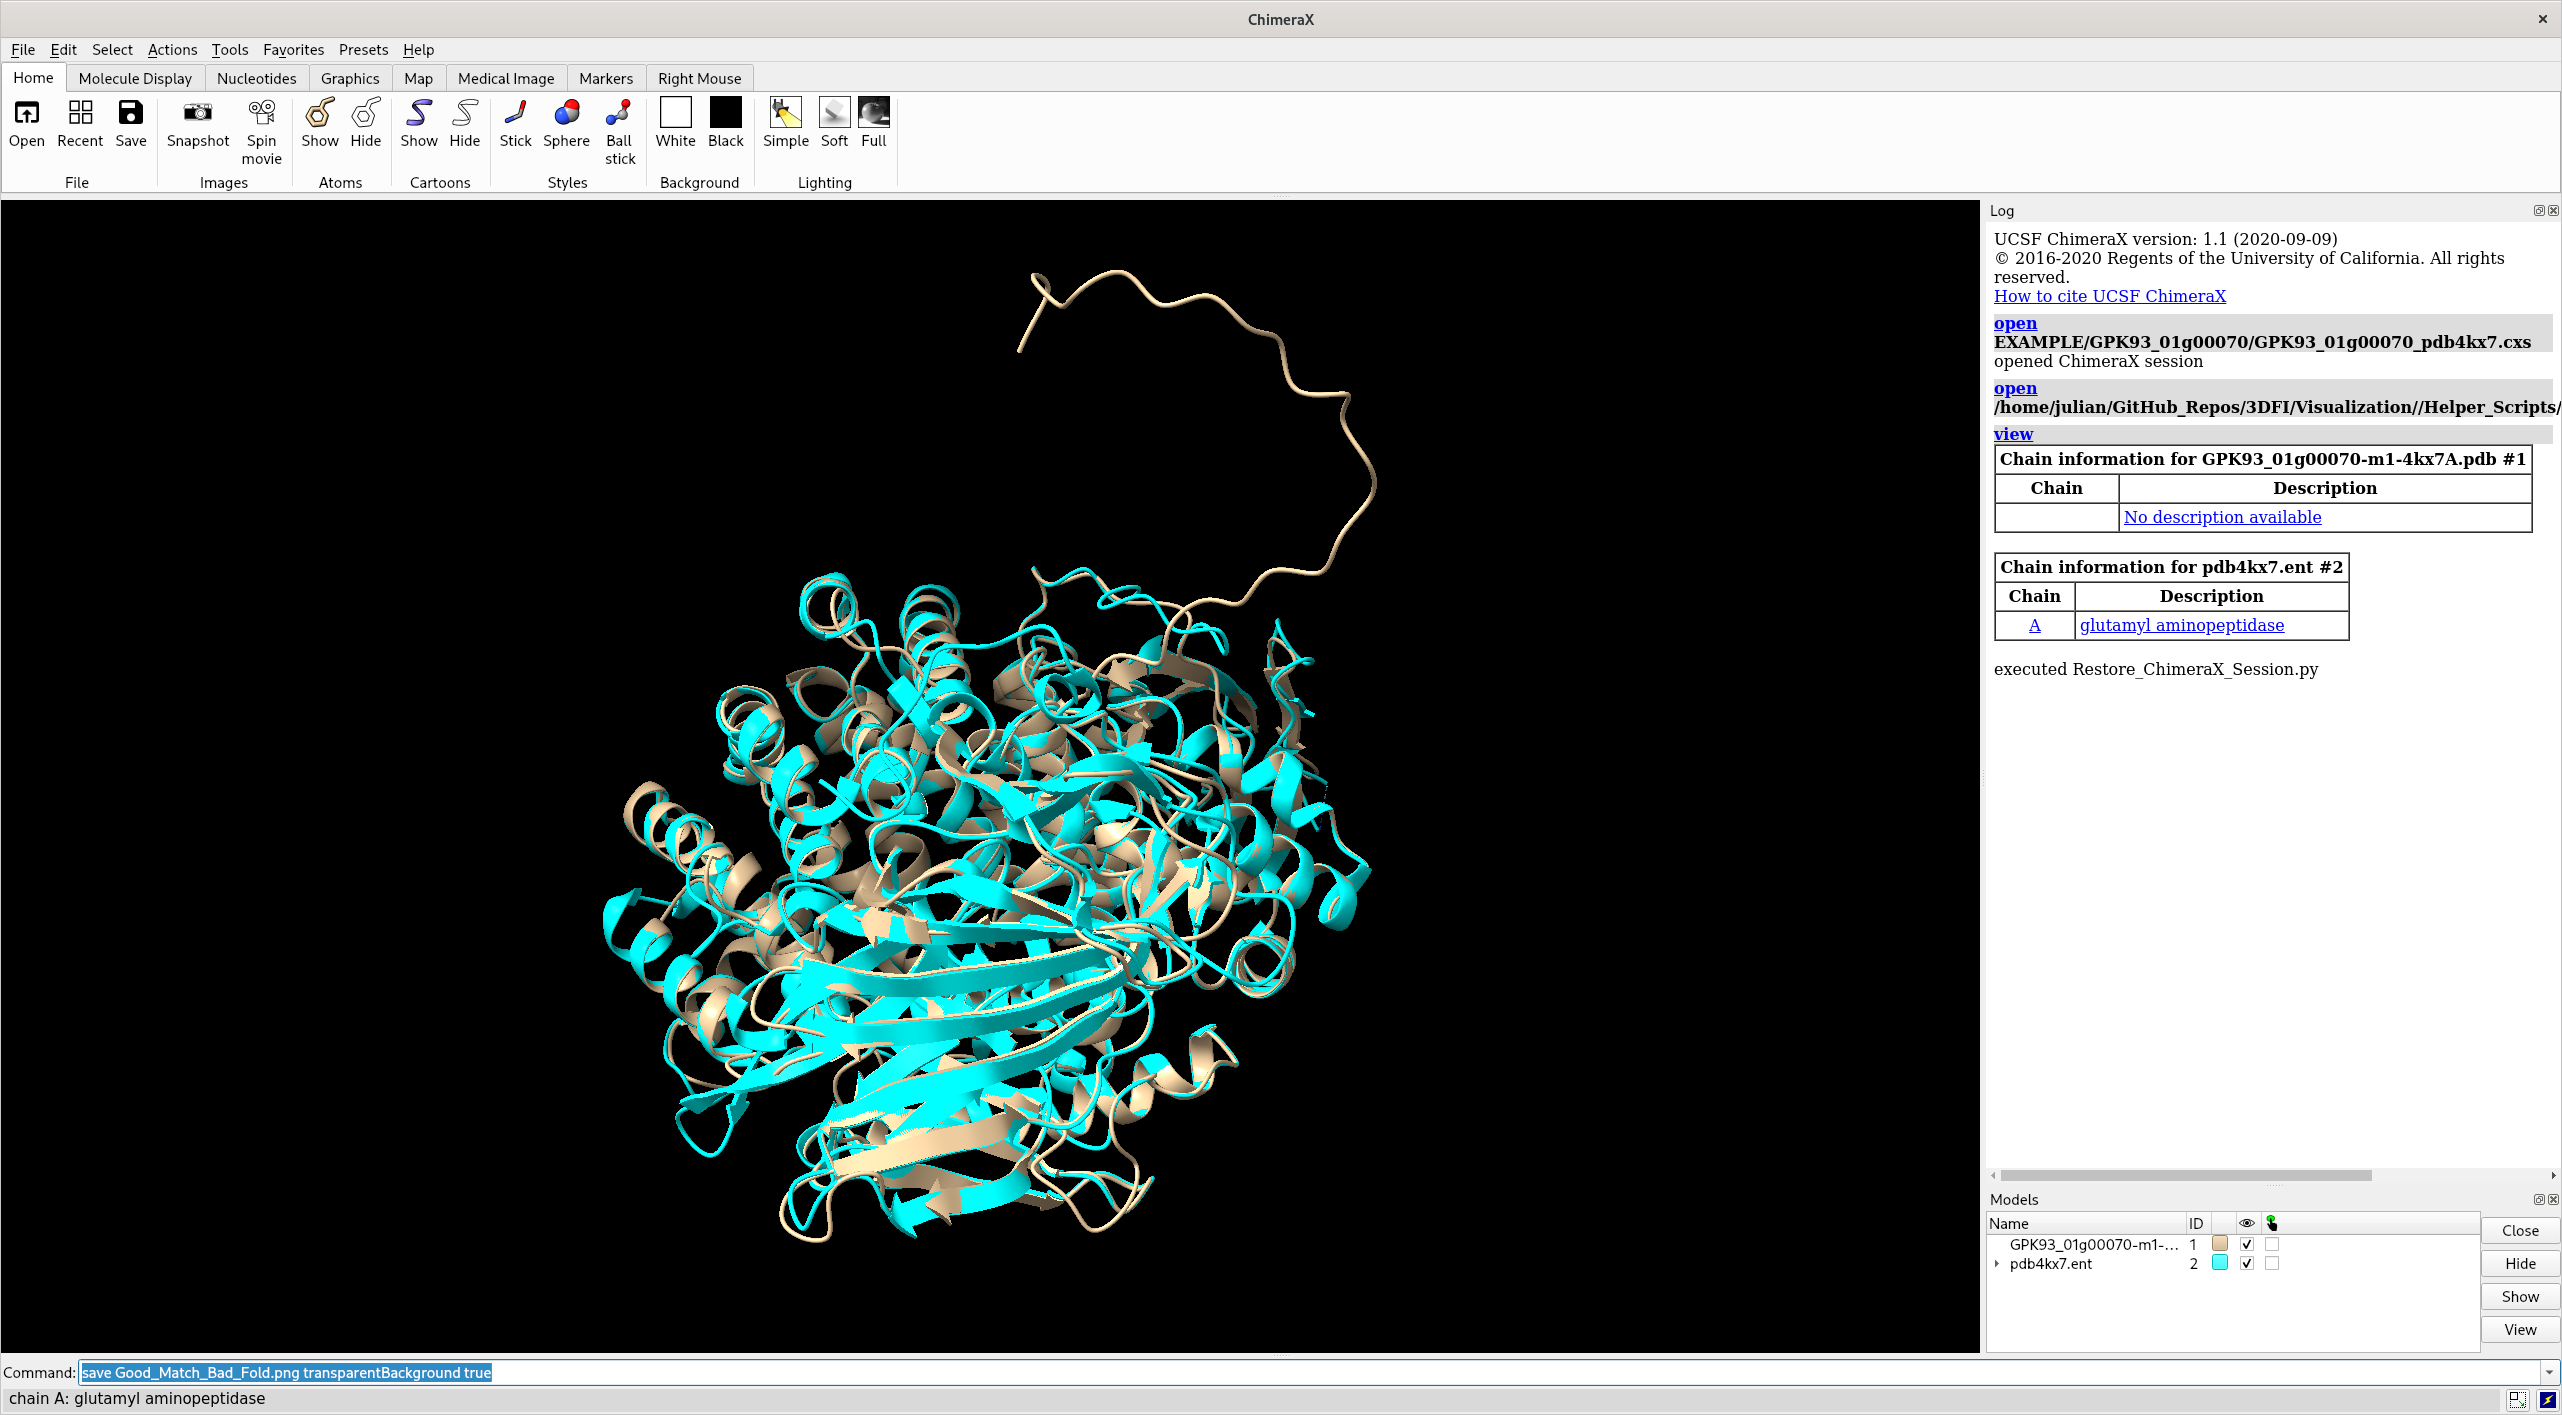 ChimeraX
File Edit Select Actions Tools Favorites Presets Help
Home Molecule Display Nucleotides Graphics Map Medical Image Markers Right Mouse
Open Recent Save Snapshot Spin movie Show Hide Show Hide Stick Sphere Ball stick White Black Simple Soft Full
File Images Atoms Cartoons Styles Background Lighting
Log
UCSF ChimeraX version: 1.1 (2020-09-09)
© 2016-2020 Regents of the University of California. All rights
reserved.
How to cite UCSF ChimeraX
open
EXAMPLE/GPK93_01g00070/GPK93_01g00070_pdb4kx7.cxs
opened ChimeraX session
open
/home/julian/GitHub_Repos/3DFI/Visualization//Helper_Scripts/
view
Chain information for GPK93_01g00070-m1-4kx7A.pdb #1
Chain Description
No description available
Chain information for pdb4kx7.ent #2
Chain Description
A glutamyl aminopeptidase
executed Restore_ChimeraX_Session.py
Models
Name ID
GPK93_01g00070-m1-... 1
pdb4kx7.ent 2
Close
Hide
Show
View
Command: save Good_Match_Bad_Fold.png transparentBackground true
chain A: glutamyl aminopeptidase